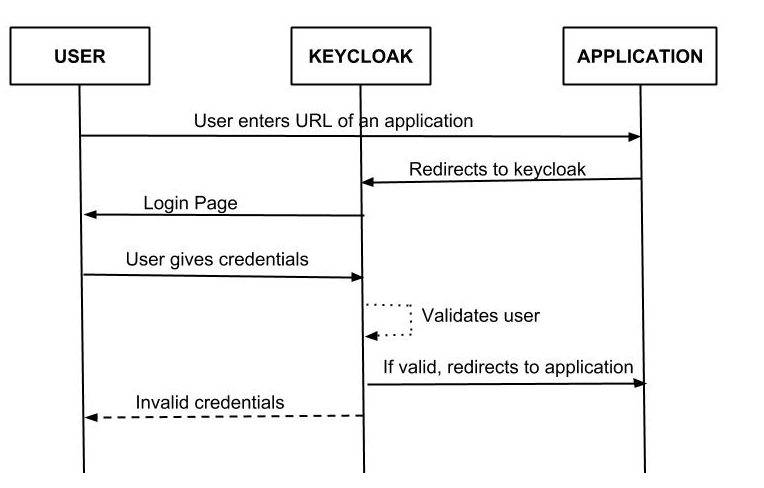 USER
KEYCLOAK
APPLICATION
User enters URL of an application
Redirects to keycloak
Login Page
User gives credentials
Validates user
If valid, redirects to application
Invalid credentials